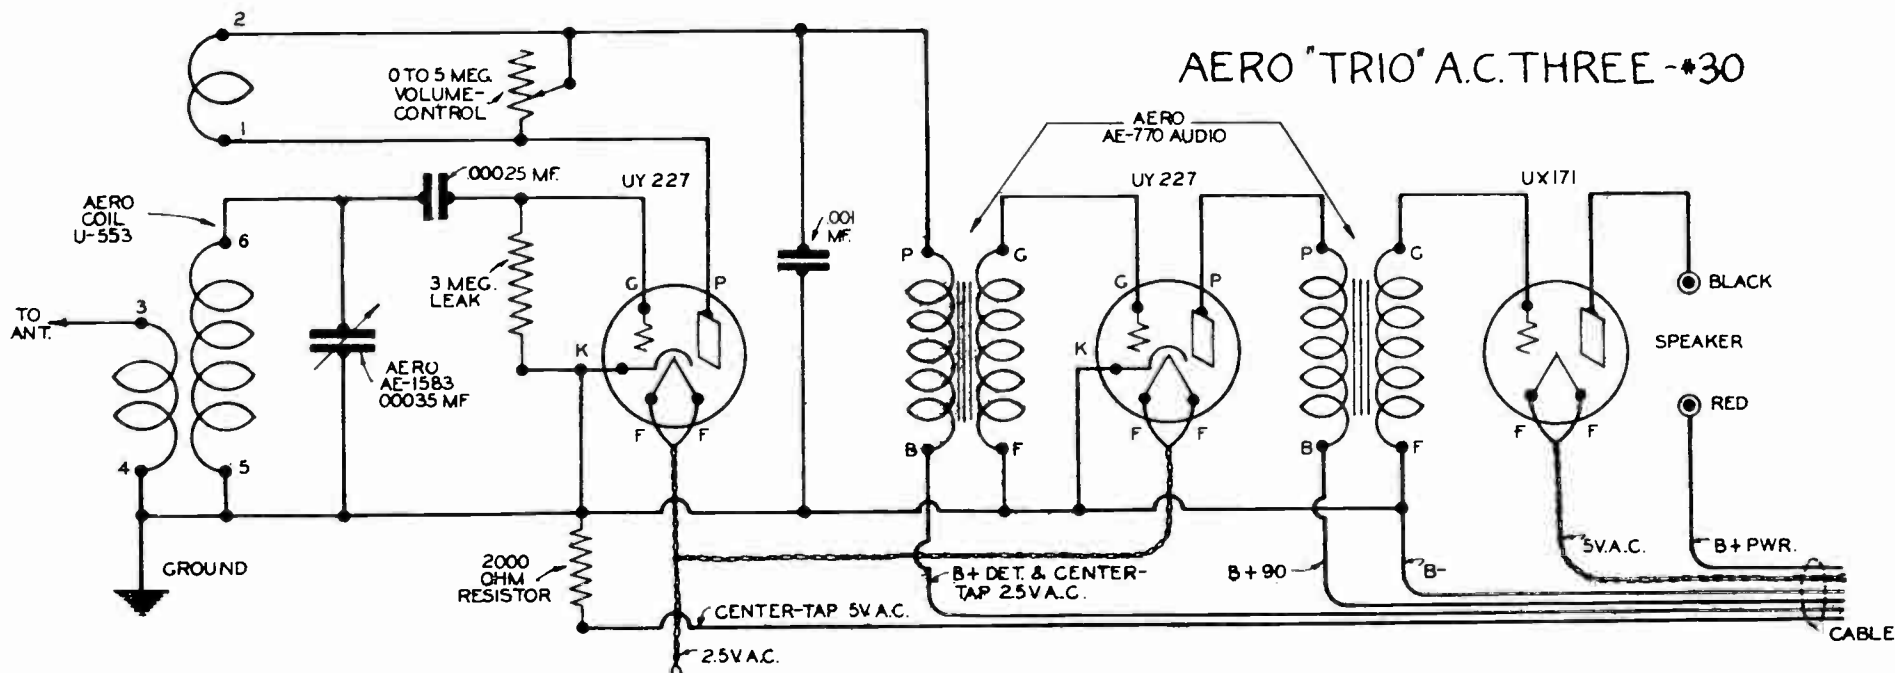 AERO "TRIO" A.C. THREE - #30
2
0 TO 5 MEG.
VOLUME-
CONTROL
1
.00025 MF.
UY 227
AERO
AE-770 AUDIO
UY 227
UX171
AERO
COIL
U-553
6
.001
MF.
3 MEG.
LEAK
G
P
P
G
G
P
P
G
BLACK
3
TO
ANT.
K
K
SPEAKER
AERO
AE-1583
.00035 MF
RED
F
F
F
F
F
F
4
5
B
F
B
F
GROUND
2000
OHM
RESISTOR
B+ DET. & CENTER-
TAP 2.5V.A.C.
B+90
B-
5V.A.C.
B+ PWR.
CENTER-TAP 5V.A.C.
CABLE
2.5V.A.C.